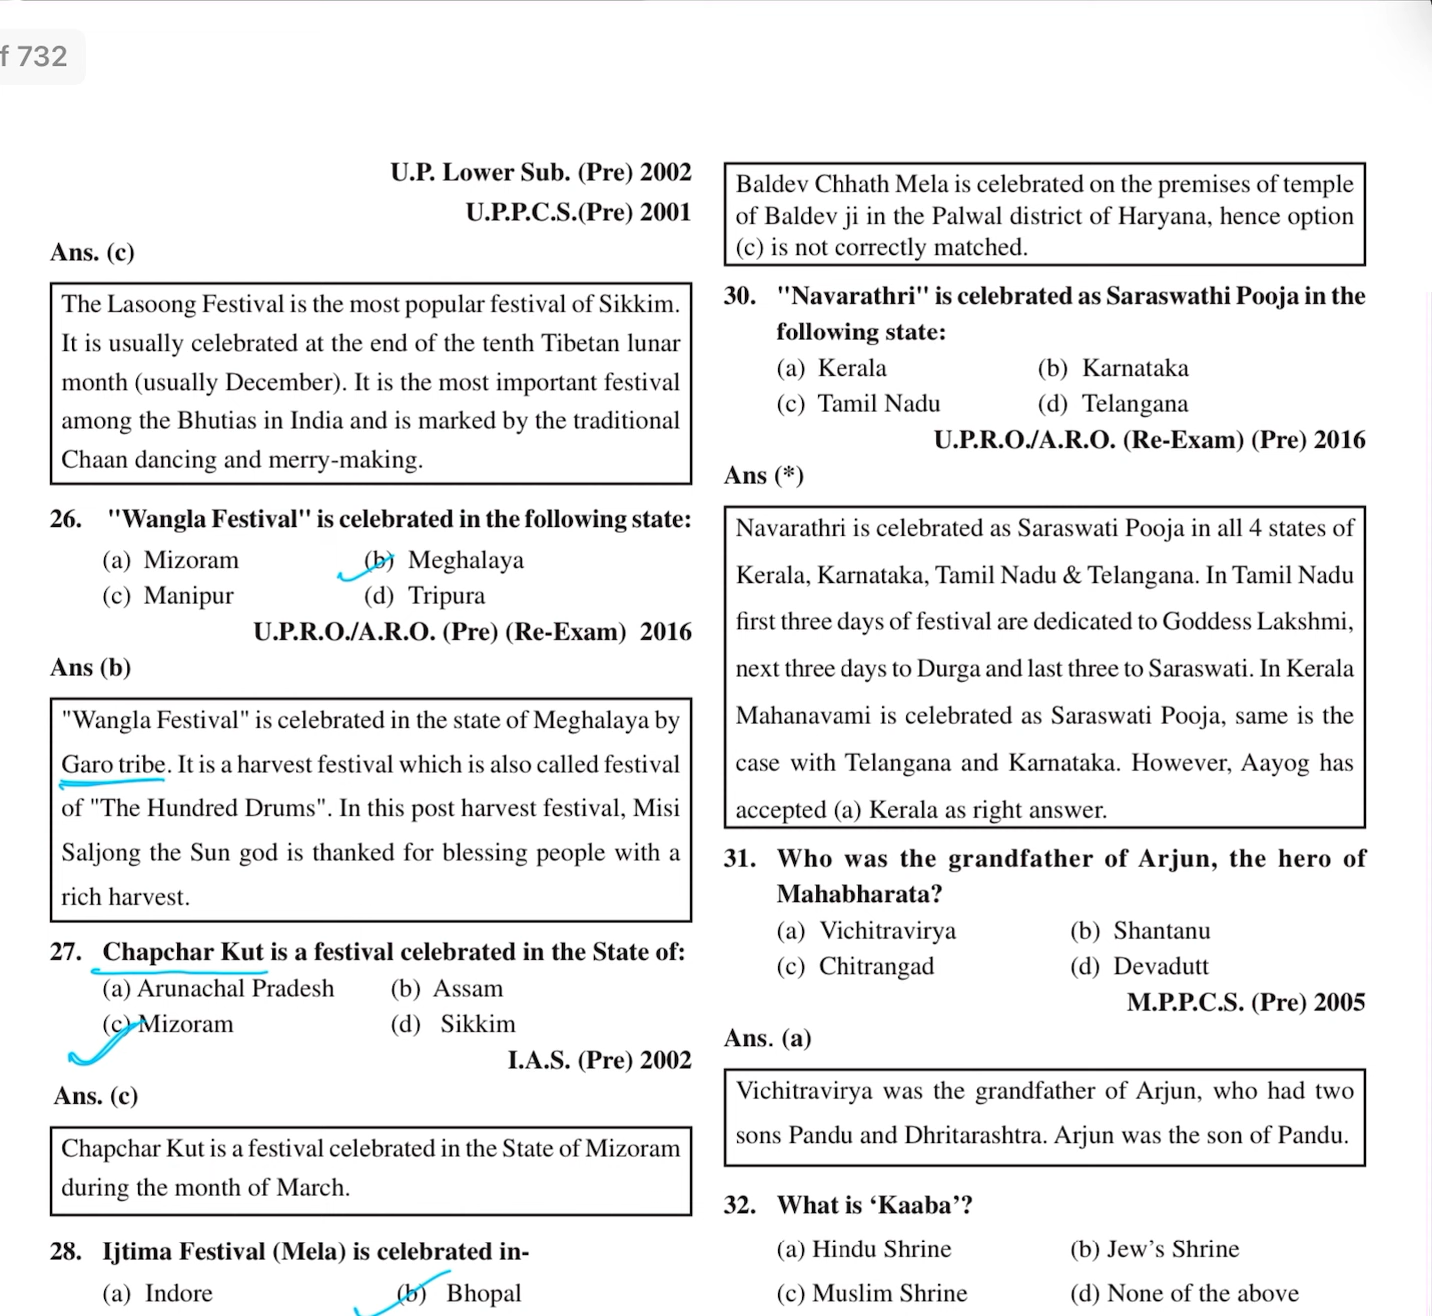 f 732
U.P. Lower Sub. (Pre) 2002
U.P.P.C.S.(Pre) 2001
Ans. (c)
The Lasoong Festival is the most popular festival of Sikkim.
It is usually celebrated at the end of the tenth Tibetan lunar
month (usually December). It is the most important festival
among the Bhutias in India and is marked by the traditional
Chaan dancing and merry-making.
26. ''Wangla Festival'' is celebrated in the following state:
(a) Mizoram (b) Meghalaya
(c) Manipur (d) Tripura
U.P.R.O./A.R.O. (Pre) (Re-Exam) 2016
Ans (b)
"Wangla Festival" is celebrated in the state of Meghalaya by
Garo tribe. It is a harvest festival which is also called festival
of "The Hundred Drums". In this post harvest festival, Misi
Saljong the Sun god is thanked for blessing people with a
rich harvest.
27. Chapchar Kut is a festival celebrated in the State of:
(a) Arunachal Pradesh (b) Assam
(c) Mizoram (d) Sikkim
I.A.S. (Pre) 2002
Ans. (c)
Chapchar Kut is a festival celebrated in the State of Mizoram
during the month of March.
28. Ijtima Festival (Mela) is celebrated in-
(a) Indore (b) Bhopal
Baldev Chhath Mela is celebrated on the premises of temple
of Baldev ji in the Palwal district of Haryana, hence option
(c) is not correctly matched.
30. ''Navarathri'' is celebrated as Saraswathi Pooja in the
following state:
(a) Kerala (b) Karnataka
(c) Tamil Nadu (d) Telangana
U.P.R.O./A.R.O. (Re-Exam) (Pre) 2016
Ans (*)
Navarathri is celebrated as Saraswati Pooja in all 4 states of
Kerala, Karnataka, Tamil Nadu & Telangana. In Tamil Nadu
first three days of festival are dedicated to Goddess Lakshmi,
next three days to Durga and last three to Saraswati. In Kerala
Mahanavami is celebrated as Saraswati Pooja, same is the
case with Telangana and Karnataka. However, Aayog has
accepted (a) Kerala as right answer.
31. Who was the grandfather of Arjun, the hero of
Mahabharata?
(a) Vichitravirya (b) Shantanu
(c) Chitrangad (d) Devadutt
M.P.P.C.S. (Pre) 2005
Ans. (a)
Vichitravirya was the grandfather of Arjun, who had two
sons Pandu and Dhritarashtra. Arjun was the son of Pandu.
32. What is ‘Kaaba’?
(a) Hindu Shrine (b) Jew’s Shrine
(c) Muslim Shrine (d) None of the above